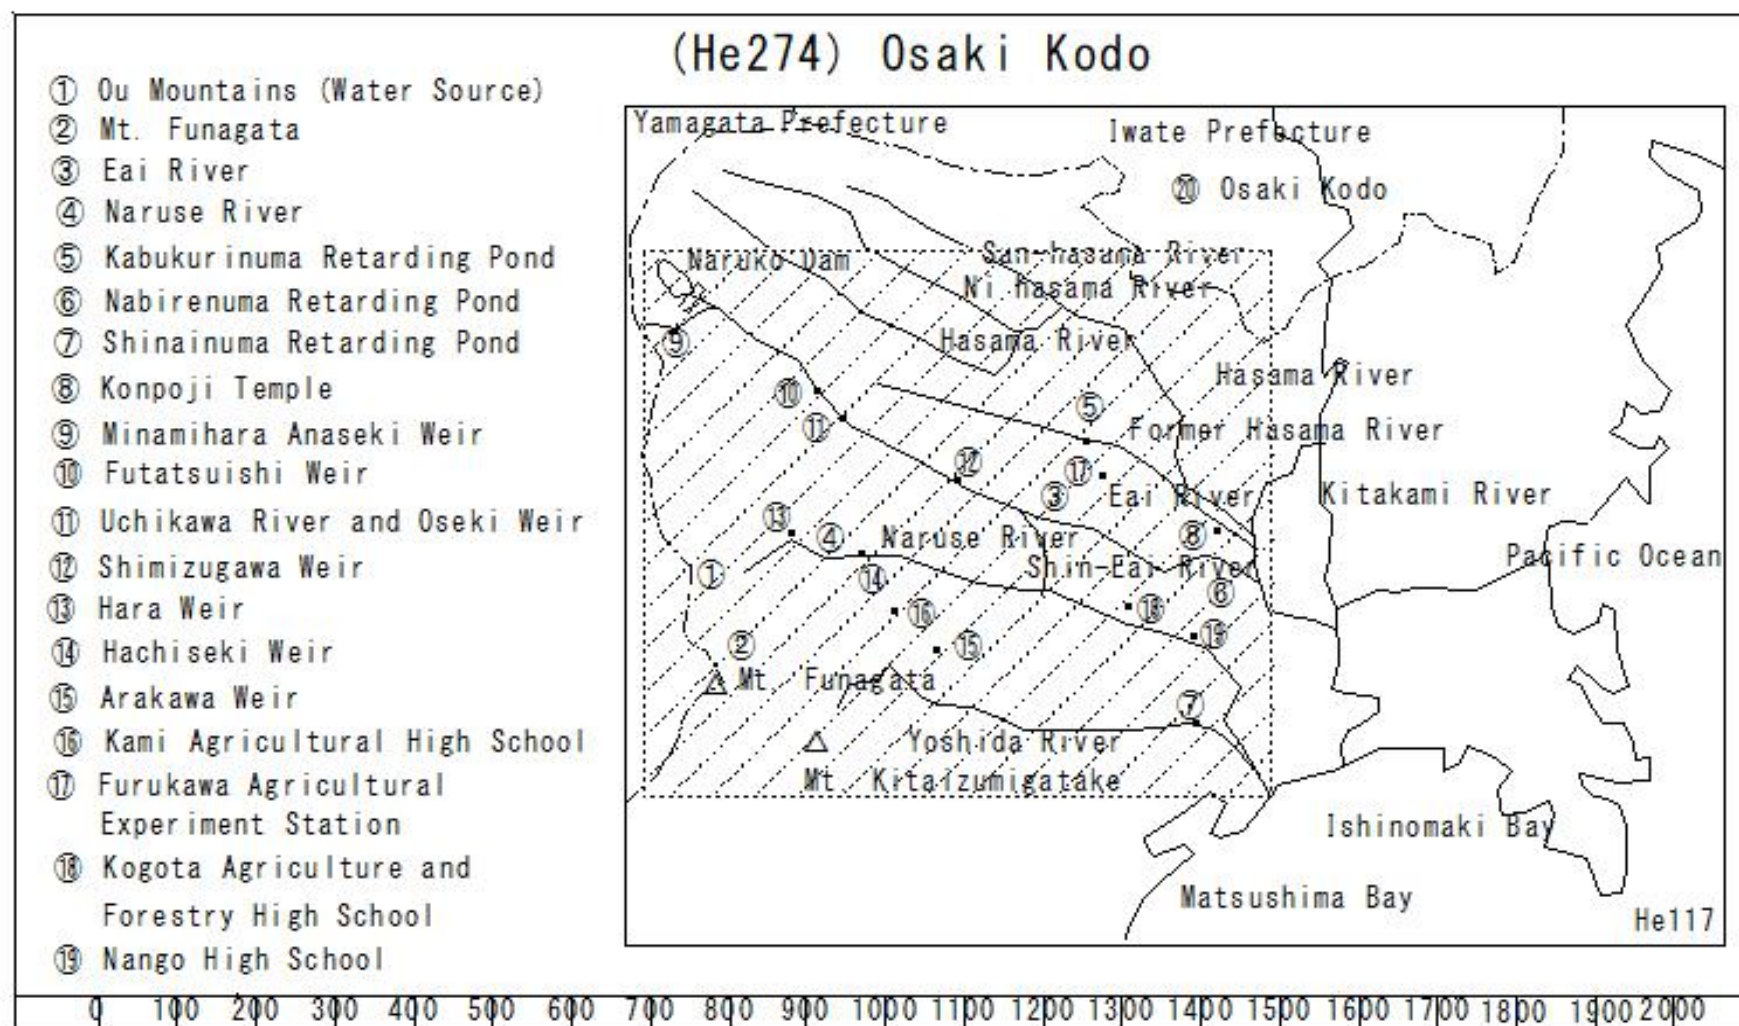 (He274) Osaki Kodo
① Ou Mountains (Water Source)
② Mt. Funagata
③ Eai River
④ Naruse River
⑤ Kabukurinuma Retarding Pond
⑥ Nabirenuma Retarding Pond
⑦ Shinainuma Retarding Pond
⑧ Konpoji Temple
⑨ Minamihara Anaseki Weir
⑩ Futatsuishi Weir
⑪ Uchikawa River and Oseki Weir
⑫ Shimizugawa Weir
⑬ Hara Weir
⑭ Hachiseki Weir
⑮ Arakawa Weir
⑯ Kami Agricultural High School
⑰ Furukawa Agricultural
Experiment Station
⑱ Kogota Agriculture and
Forestry High School
⑲ Nango High School
Yamagata Prefecture
Iwate Prefecture
⑳ Osaki Kodo
Naruko Dam
San-hasama River
Ni hasama River
⑨
Hasama River
Hasama River
⑩
⑤
⑪
Former Hasama River
⑫
⑰
③
Eai River
Kitakami River
⑬
④
Naruse River
⑧
①
⑭
Shin-Eai River
Pacific Ocean
⑥
⑯
⑱
⑲
②
⑮
Mt. Funagata
⑦
Yoshida River
Mt. Kitaizumigatake
Ishinomaki Bay
Matsushima Bay
He117
0 100 200 300 400 500 600 700 800 900 1000 1100 1200 1300 1400 1500 1600 1700 1800 1900 2000